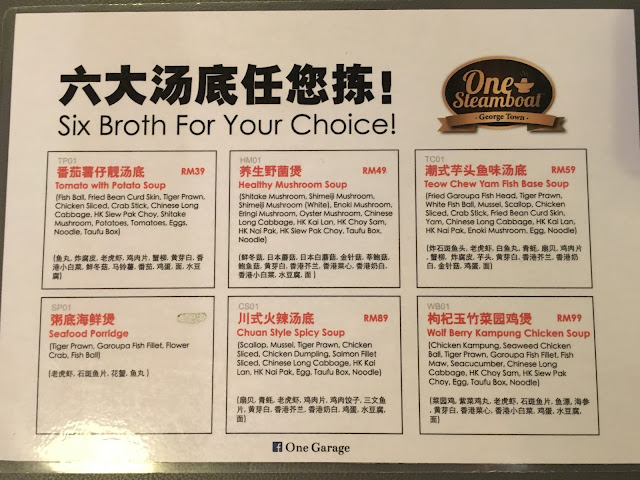 六大汤底任您拣!
Six Broth For Your Choice!
One
Steamboat
- George Town -
TP01
番茄薯仔靓汤底 RM39
Tomato with Potato Soup
(Fish Ball, Fried Bean Curd Skin, Tiger Prawn,
Chicken Sliced, Crab Stick, Chinese Long
Cabbage, HK Siew Pak Choy, Shitake
Mushroom, Potatoes, Tomatoes, Eggs,
Noodle, Taufu Box)
(鱼丸, 炸腐皮, 老虎虾, 鸡肉片, 蟹柳, 黄芽白, 香
港小白菜, 鲜冬菇, 马铃薯, 番茄, 鸡蛋, 面, 水豆
腐)
HM01
养生野菌煲 RM49
Healthy Mushroom Soup
(Shitake Mushroom, Shimeiji Mushroom,
Shimeiji Mushroom (White), Enoki Mushroom,
Eringi Mushroom, Oyster Mushroom, Chinese
Long Cabbage, HK Kai Lan, HK Choy Sam,
HK Nai Pak, HK Siew Pak Choy, Taufu Box,
Noodle)
(鲜冬菇, 日本蘑菇, 日本白蘑菇, 金针菇, 莘鲍菇,
鲍鱼菇, 黄芽白, 香港芥兰, 香港菜心, 香港奶白,
香港小白菜, 水豆腐, 面)
TC01
潮式芋头鱼味汤底 RM59
Teow Chew Yam Fish Base Soup
(Fried Garoupa Fish Head, Tiger Prawn,
White Fish Ball, Mussel, Scallop, Chicken
Sliced, Crab Stick, Fried Bean Curd Skin,
Yam, Chinese Long Cabbage, HK Kai Lan,
HK Nai Pak, Enoki Mushroom, Egg, Noodle)
(炸石斑鱼头, 老虎虾, 白鱼丸, 青蚝, 扇贝, 鸡肉片
, 蟹柳, 炸腐皮, 芋头, 黄芽白, 香港芥兰, 香港奶
白, 金针菇, 鸡蛋, 面)
SP01
粥底海鲜煲
Seafood Porridge
(Tiger Prawn, Garoupa Fish Fillet, Flower
Crab, Fish Boll)
(老虎虾, 石斑鱼片, 花蟹, 鱼丸)
CS01
川式火辣汤底 RM89
Chuan Style Spicy Soup
(Scallop, Mussel, Tiger Prawn, Chicken
Sliced, Chicken Dumpling, Salmon Fillet
Sliced, Chinese Long Cabbage, HK Kai
Lan, HK Nai Pak, Egg, Taufu Box, Noodle)
(扇贝, 青蚝, 老虎虾, 鸡肉片, 鸡肉饺子, 三文鱼
片, 黄芽白, 香港芥兰, 香港奶白, 鸡蛋, 水豆腐,
面)
WB01
枸杞玉竹菜园鸡煲 RM99
Wolf Berry Kampung Chicken Soup
(Chicken Kampung, Seaweed Chicken
Ball, Tiger Prawn, Garoupa Fish Fillet, Fish
Maw, Seacucumber, Chinese Long
Cabbage, HK Choy Sam, HK Siew Pak
Choy, Egg, Taufu Box, Noodle)
(菜园鸡, 紫菜鸡丸, 老虎虾, 石斑鱼片, 鱼漂, 海参
, 黄芽白, 香港菜心, 香港小白菜, 鸡蛋, 水豆腐, 面)
One Garage